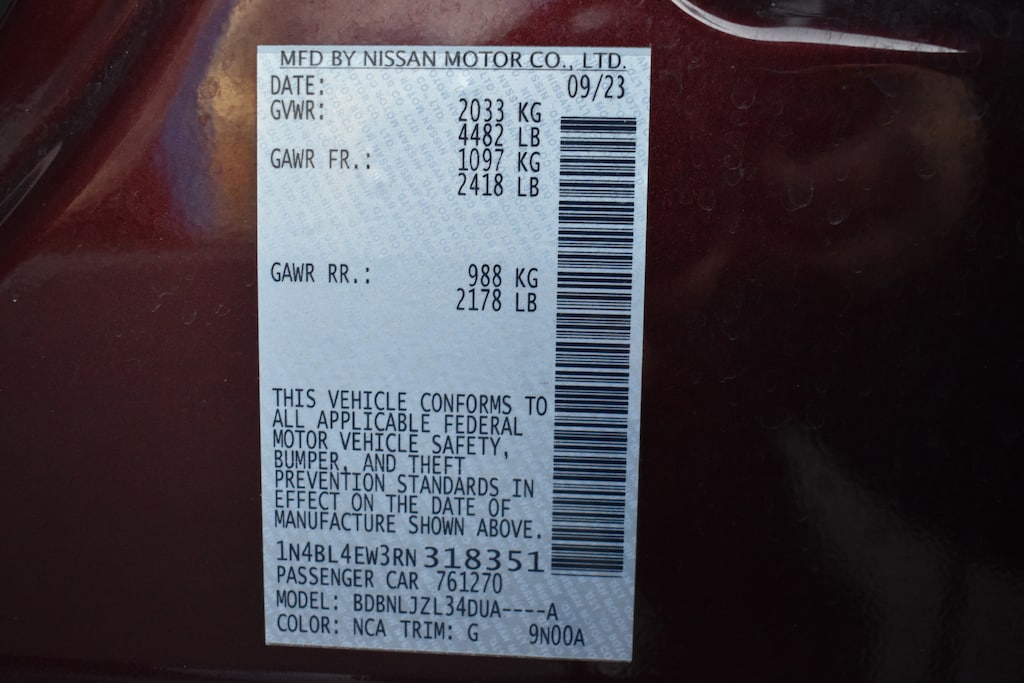 MFD BY NISSAN MOTOR CO., LTD.
DATE: 09/23
GVWR: 2033 KG
4482 LB
GAWR FR.: 1097 KG
2418 LB
GAWR RR.: 988 KG
2178 LB
THIS VEHICLE CONFORMS TO
ALL APPLICABLE FEDERAL
MOTOR VEHICLE SAFETY,
BUMPER, AND THEFT
PREVENTION STANDARDS IN
EFFECT ON THE DATE OF
MANUFACTURE SHOWN ABOVE.
1N4BL4EW3RN318351
PASSENGER CAR 761270
MODEL: BDBNLJZL34DUA----A
COLOR: NCA TRIM: G 9N00A